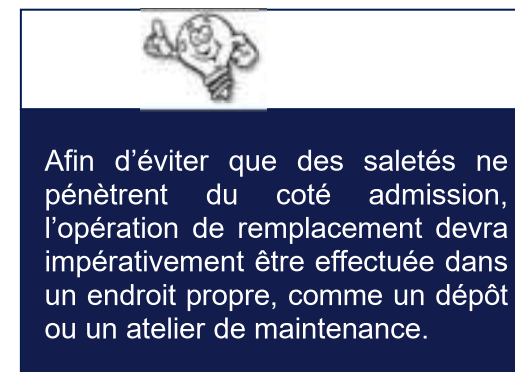 Afin d’éviter que des saletés ne
pénètrent du coté admission,
l’opération de remplacement devra
impérativement être effectuée dans
un endroit propre, comme un dépôt
ou un atelier de maintenance.